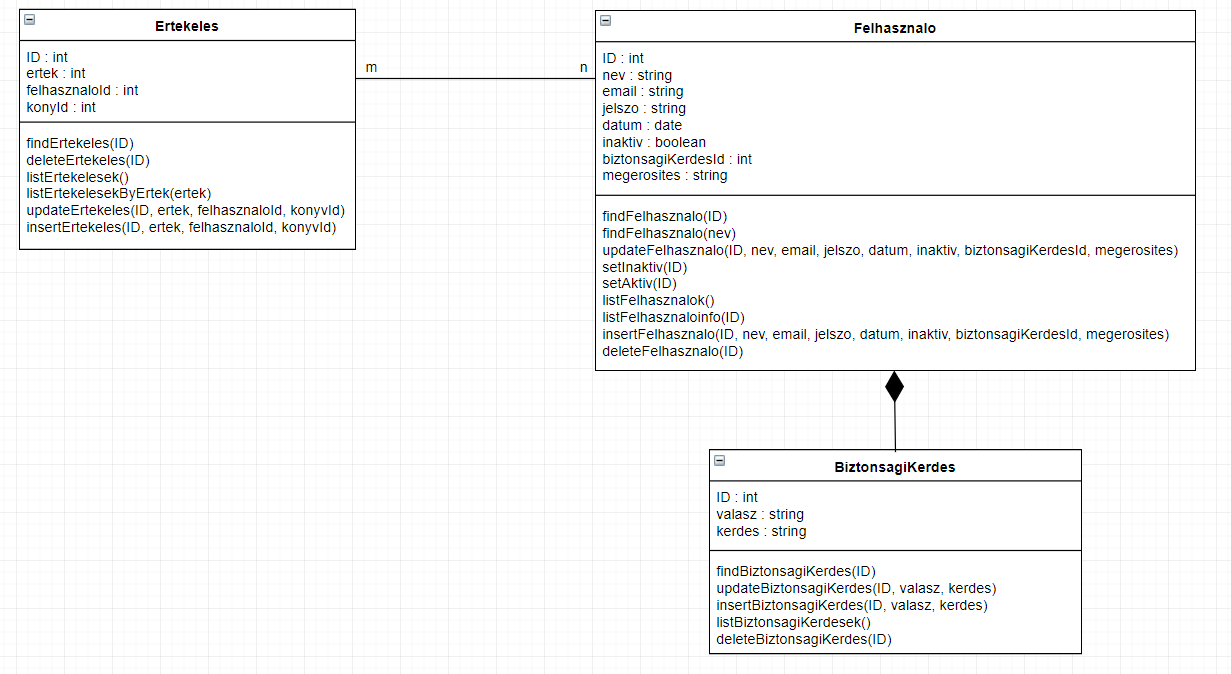 Ertekeles
ID : int
ertek : int
felhasznaloId : int
konyId : int
findErtekeles(ID)
deleteErtekeles(ID)
listErtekelesek()
listErtekelesekByErtek(ertek)
updateErtekeles(ID, ertek, felhasznaloId, konyvId)
insertErtekeles(ID, ertek, felhasznaloId, konyvId)
m
n
Felhasznalo
ID : int
nev : string
email : string
jelszo : string
datum : date
inaktiv : boolean
biztonsagiKerdesId : int
megerosites : string
findFelhasznalo(ID)
findFelhasznalo(nev)
updateFelhasznalo(ID, nev, email, jelszo, datum, inaktiv, biztonsagiKerdesId, megerosites)
setInaktiv(ID)
setAktiv(ID)
listFelhasznalok()
listFelhasznaloinfo(ID)
insertFelhasznalo(ID, nev, email, jelszo, datum, inaktiv, biztonsagiKerdesId, megerosites)
deleteFelhasznalo(ID)
BiztonsagiKerdes
ID : int
valasz : string
kerdes : string
findBiztonsagiKerdes(ID)
updateBiztonsagiKerdes(ID, valasz, kerdes)
insertBiztonsagiKerdes(ID, valasz, kerdes)
listBiztonsagiKerdesek()
deleteBiztonsagiKerdes(ID)